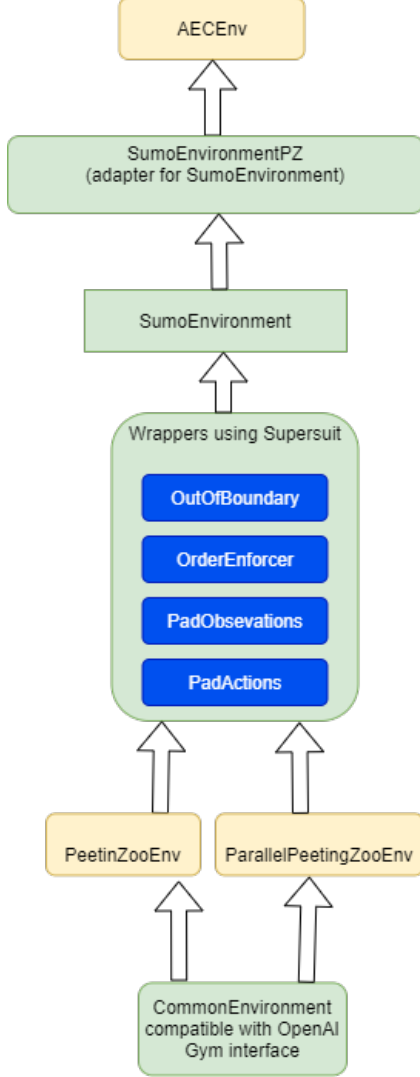 AECEnv
SumoEnvironmentPZ
(adapter for SumoEnvironment)
SumoEnvironment
Wrappers using Supersuit
OutOfBoundary
OrderEnforcer
PadObsevations
PadActions
PeetinZooEnv
ParallelPeetingZooEnv
CommonEnvironment
compatible with OpenAI
Gym interface